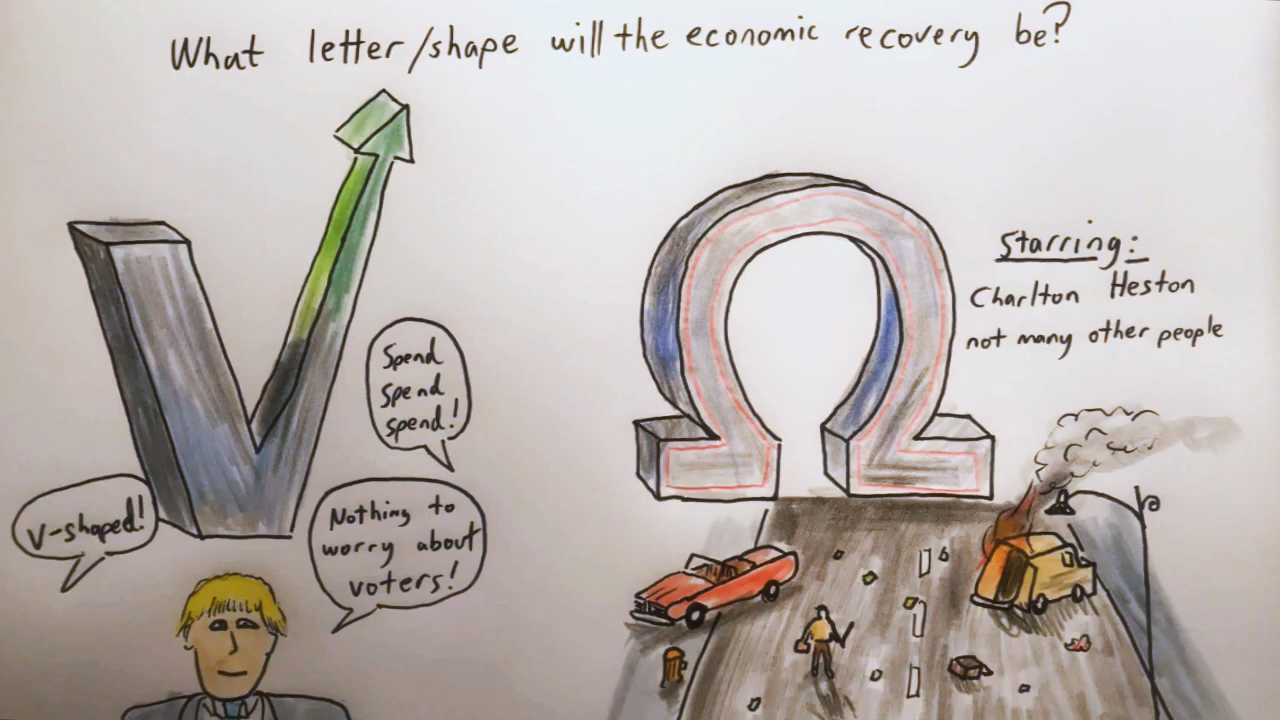 What letter/shape will the economic recovery be?
Spend
spend
spend!
V-shaped!
Nothing to
worry about
voters!
Starring:
Charlton Heston
not many other people